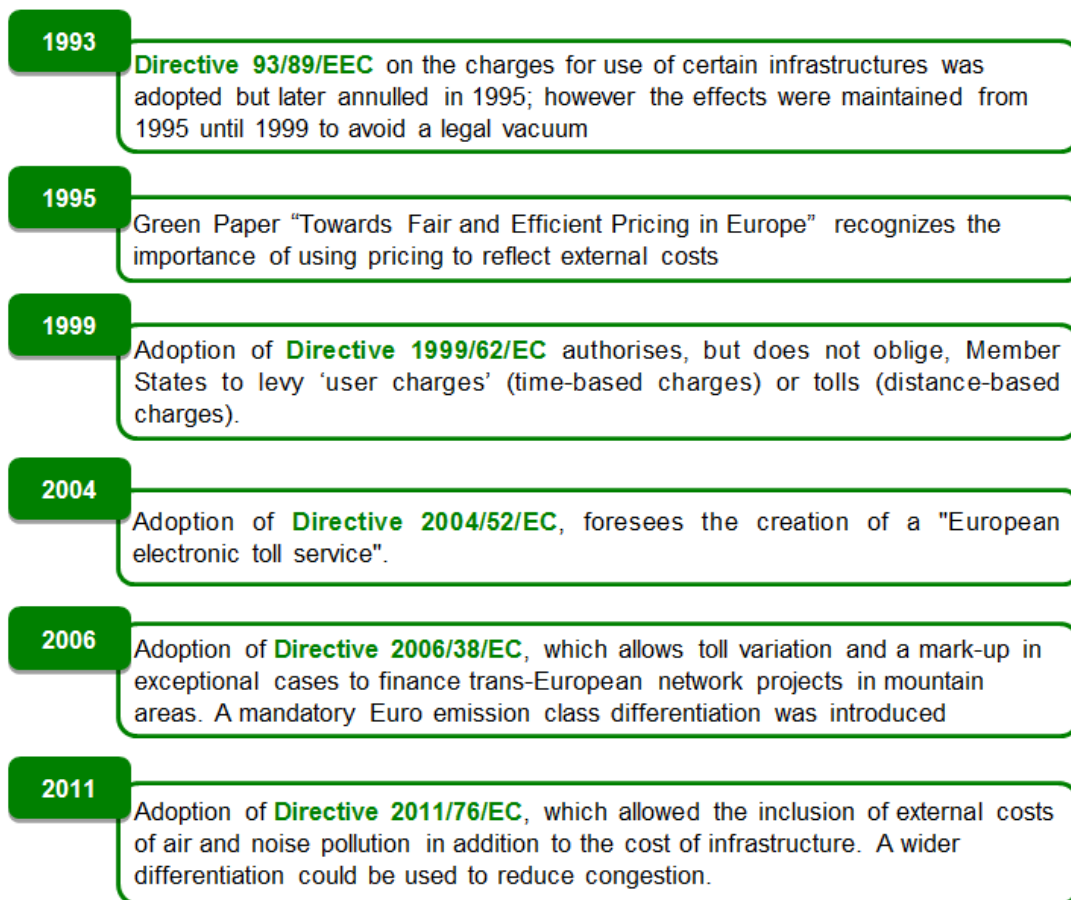 1993
Directive 93/89/EEC on the charges for use of certain infrastructures was
adopted but later annulled in 1995; however the effects were maintained from
1995 until 1999 to avoid a legal vacuum
1995
Green Paper “Towards Fair and Efficient Pricing in Europe” recognizes the
importance of using pricing to reflect external costs
1999
Adoption of Directive 1999/62/EC authorises, but does not oblige, Member
States to levy ‘user charges’ (time-based charges) or tolls (distance-based
charges).
2004
Adoption of Directive 2004/52/EC, foresees the creation of a "European
electronic toll service".
2006
Adoption of Directive 2006/38/EC, which allows toll variation and a mark-up in
exceptional cases to finance trans-European network projects in mountain
areas. A mandatory Euro emission class differentiation was introduced
2011
Adoption of Directive 2011/76/EC, which allowed the inclusion of external costs
of air and noise pollution in addition to the cost of infrastructure. A wider
differentiation could be used to reduce congestion.